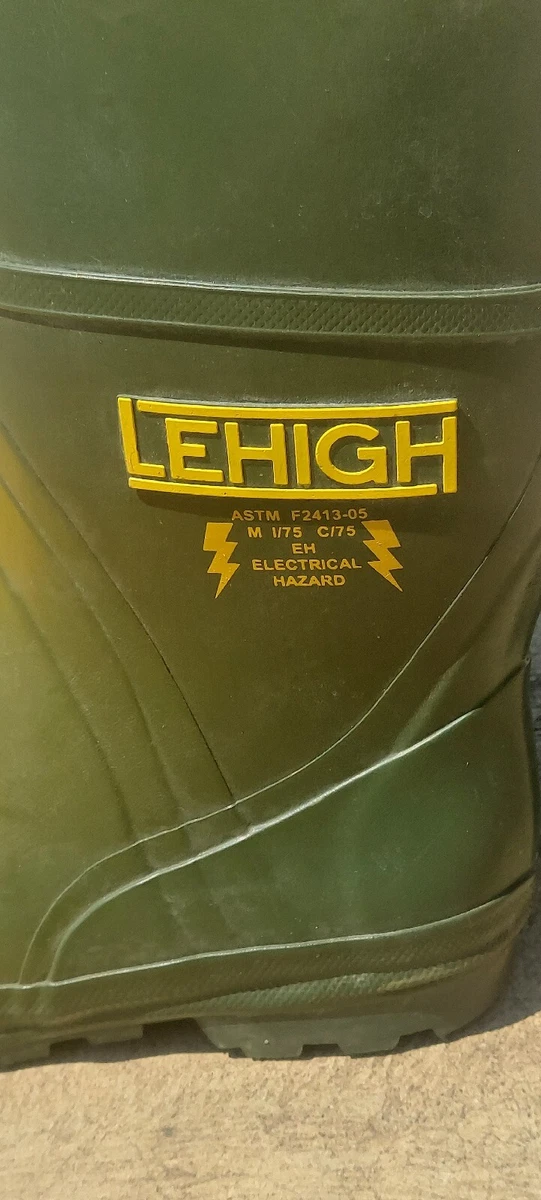 LEHIGH
ASTM F2413-05
M I/75 C/75
EH
ELECTRICAL
HAZARD